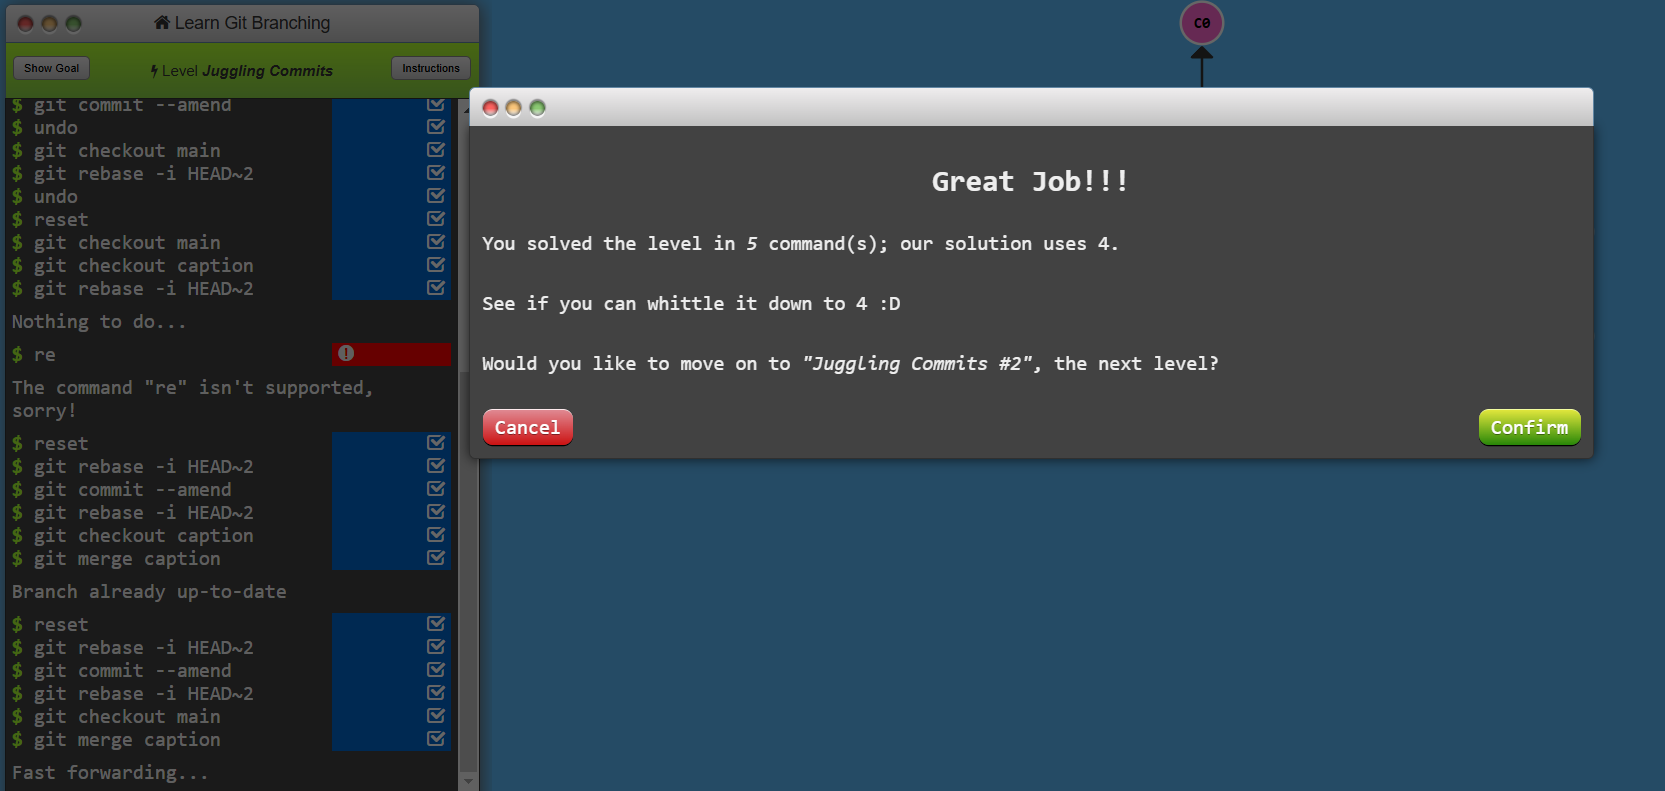 Learn Git Branching
Show Goal
Level Juggling Commits
Instructions
$ git commit --amend
$ undo
$ git checkout main
$ git rebase -i HEAD~2
$ undo
$ reset
$ git checkout main
$ git checkout caption
$ git rebase -i HEAD~2
Nothing to do...
$ re
The command "re" isn't supported,
sorry!
$ reset
$ git rebase -i HEAD~2
$ git commit --amend
$ git rebase -i HEAD~2
$ git checkout caption
$ git merge caption
Branch already up-to-date
$ reset
$ git rebase -i HEAD~2
$ git commit --amend
$ git rebase -i HEAD~2
$ git checkout main
$ git merge caption
Fast forwarding...
C0
Great Job!!!
You solved the level in 5 command(s); our solution uses 4.
See if you can whittle it down to 4 :D
Would you like to move on to "Juggling Commits #2", the next level?
Cancel
Confirm